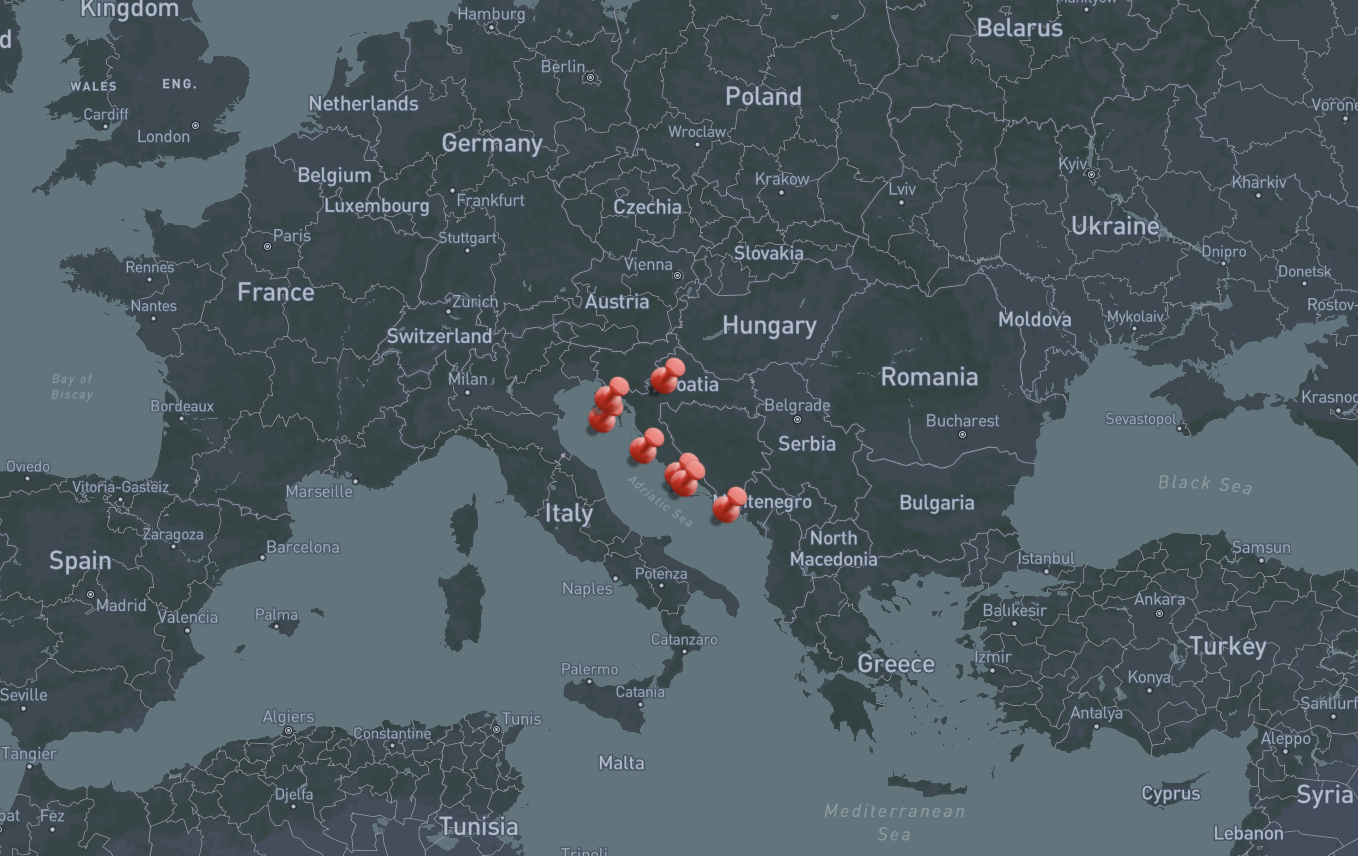 Kingdom
Hamburg
Belarus
d
Berlin
WALES
ENG.
Netherlands
Poland
Cardiff
London
Germany
Wroclaw
Kyiv
Belgium
Luxembourg
Frankfurt
Krakow
Lviv
Kharkiv
Czechia
Ukraine
Paris
Stuttgart
Rennes
Vienna
Slovakia
Dnipro
Donetsk
France
Nantes
Zurich
Austria
Rostov-
Switzerland
Hungary
Moldova
Mykolaiv
Milan
oatia
Romania
Bay of
Biscay
Bordeaux
Belgrade
Bucharest
Sevastopol
Krasnoc
Serbia
Oviedo
Vitoria-Gasteiz
Marseille
Adriatic Sea
Italy
tenegro
Bulgaria
Black Sea
Zaragoza
Barcelona
North
Macedonia
Istanbul
Samsun
Spain
Madrid
Naples
Potenza
Balıkesir
Ankara
Valencia
Palma
Catanzaro
Greece
Izmir
Turkey
Seville
Palermo
Catania
Konya
Antalya
Sanliurf
Algiers
Constantine
Tunis
Tangier
Malta
Aleppo
Djelfa
Cyprus
Syria
bat
Fez
Tunisia
Mediterranean
Sea
Lebanon
Tripoli